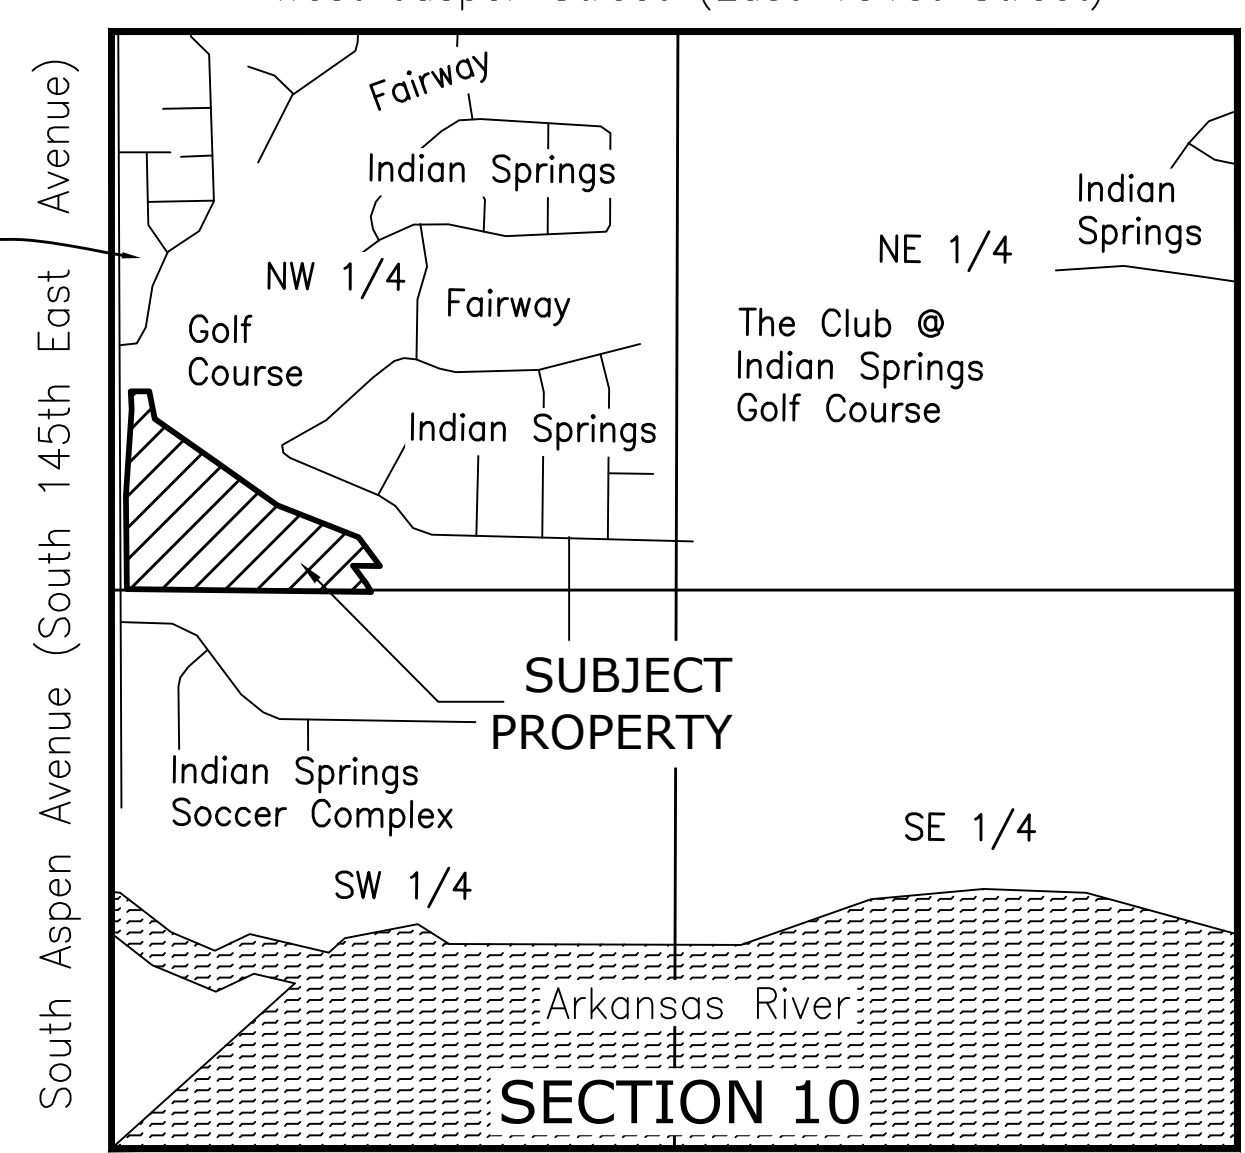 Fairway
Indian Springs
Indian
Springs
NE 1/4
NW 1/4
Fairway
Golf
Course
The Club @
Indian Springs
Golf Course
Indian Springs
South Aspen Avenue (South 145th East Avenue)
SUBJECT
PROPERTY
Indian Springs
Soccer Complex
SE 1/4
SW 1/4
Arkansas River
SECTION 10